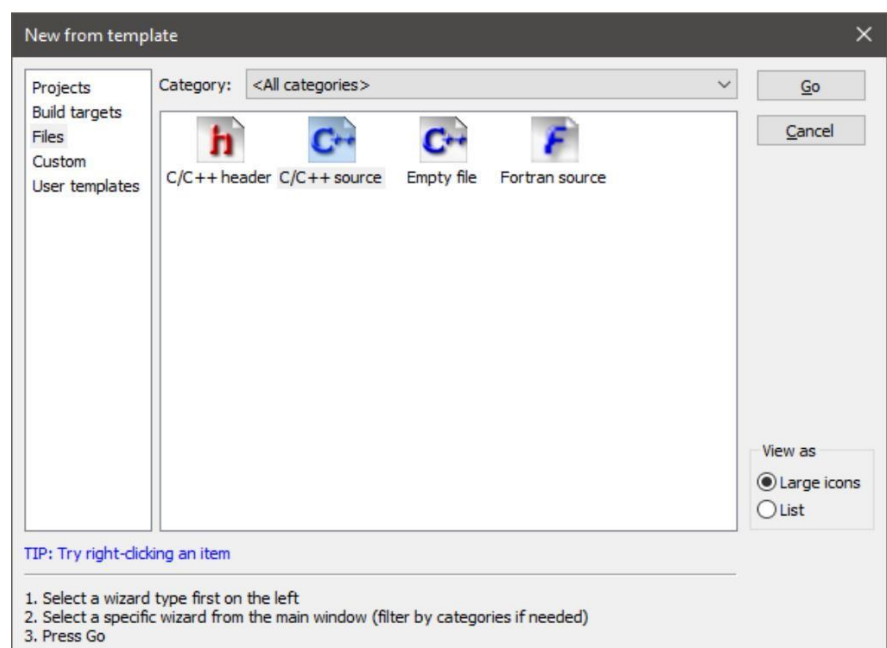 New from template
Projects
Build targets
Files
Custom
User templates
Category: <All categories>
h
C++
C++
F
C/C++ header C/C++ source Empty file Fortran source
Go
Cancel
View as
Large icons
List
TIP: Try right-clicking an item
1. Select a wizard type first on the left
2. Select a specific wizard from the main window (filter by categories if needed)
3. Press Go